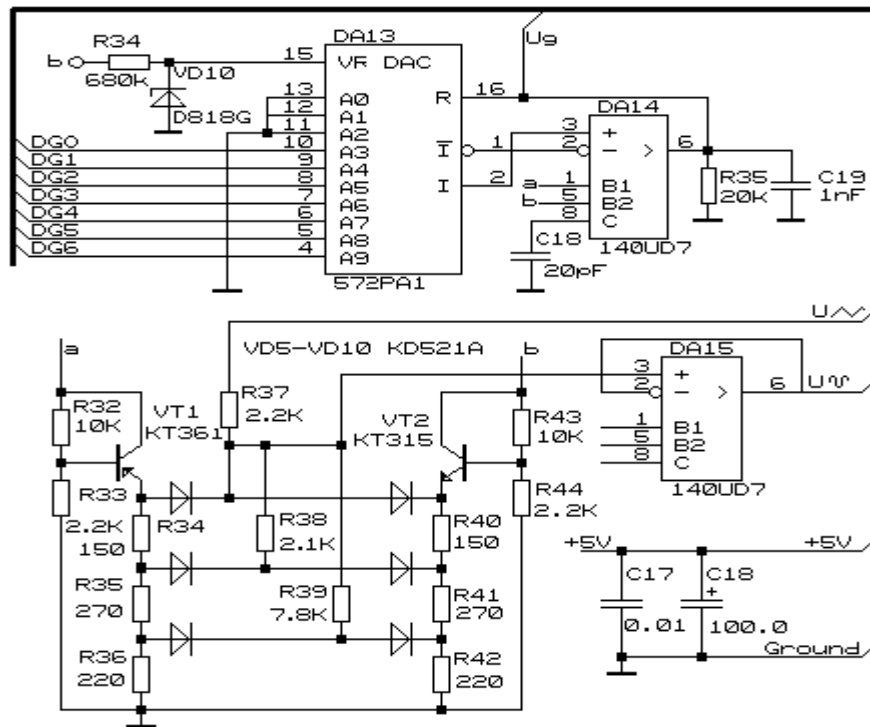 R34
b
680k
VD10
D818G
15
DA13
VR DAC
13
A0
12
A1
11
A2
10
A3
9
A4
8
A5
7
A6
6
A7
5
A8
4
A9
R
16
I
1
I
2
572PA1
Ug
DG0
DG1
DG2
DG3
DG4
DG5
DG6
DA14
3
+
2
−
>
6
a
1
B1
b
5
B2
8
C
C18
20pF
140UD7
R35
20k
C19
1nF
U
a
VD5-VD10 KD521A
b
R32
10K
VT1
KT361
R37
2.2K
VT2
KT315
R43
10K
R33
2.2K
R34
150
R38
2.1K
R40
150
R44
2.2K
R35
270
R39
7.8K
R41
270
R36
220
R42
220
DA15
3
+
2
−
>
6
U
1
B1
5
B2
8
C
140UD7
+5V
+5V
C17
0.01
C18
+
100.0
Ground